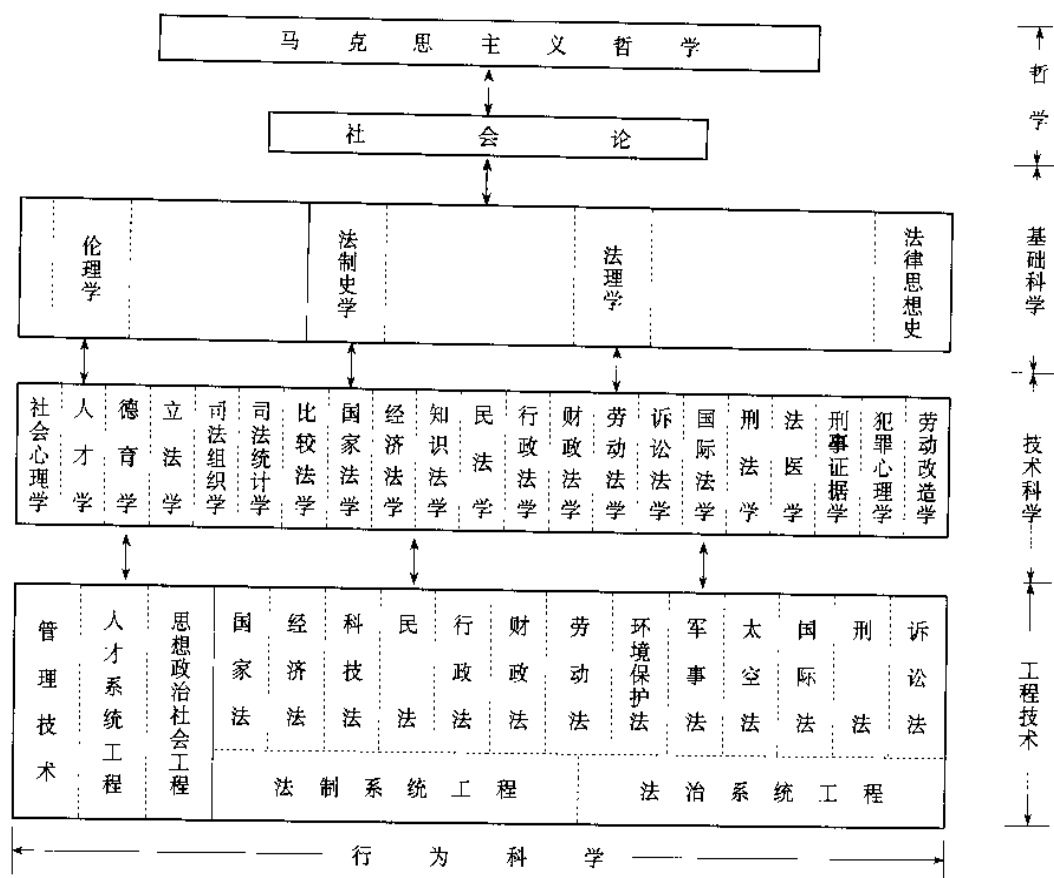 马克思主义哲学
社会论
伦理学
法制史学
法理学
法律思想史
社会心理学
人才学
德育学
立法学
司法组织学
司法统计学
比较法学
国家法学
经济法学
知识法学
民法学
行政法学
财政法学
劳动法学
诉讼法学
国际法学
刑法学
法医学
刑事证据学
犯罪心理学
劳动改造学
管理技术
人才系统工程
思想政治社会工程
国家法
经济法
科技法
民法
行政法
财政法
劳动法
环境保护法
军事法
太空法
国际法
刑法
诉讼法
法制系统工程
法治系统工程
行为科学
哲学
基础科学
技术科学
工程技术